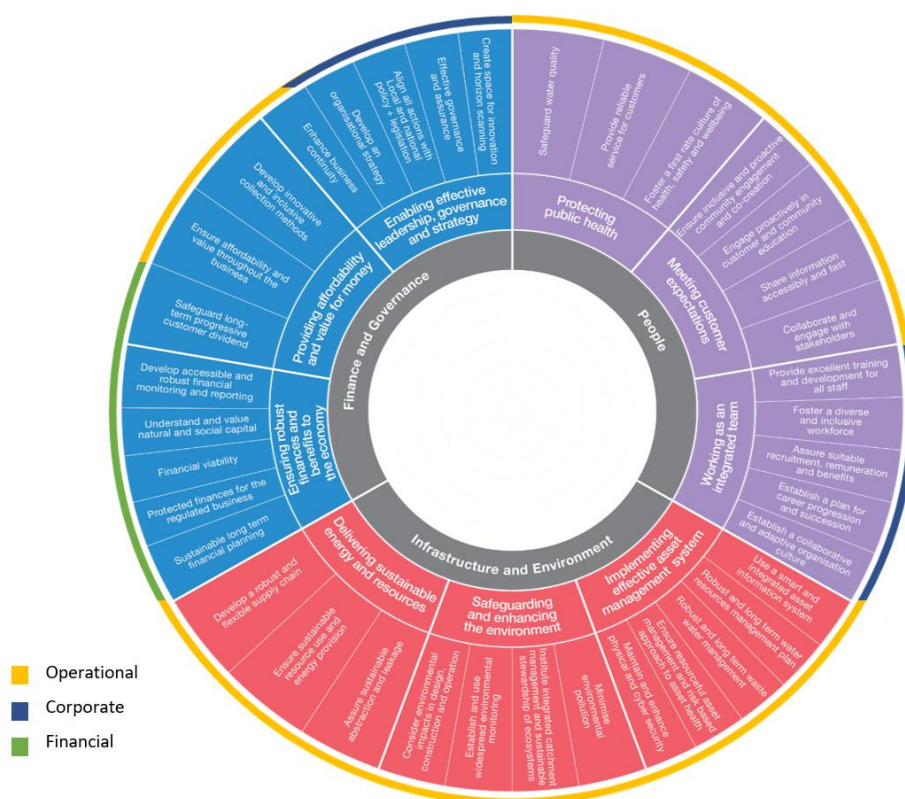 Create space for innovation
and horizon scanning
Effective governance
and assurance
Align all actions with
Local and national
policy + legislation
Develop an
organisational strategy
Enhance business
continuity
Enabling effective
leadership, governance
and strategy
Develop innovative
and inclusive
collection methods
Ensure affordability and
value throughout the
business
Safeguard long-
term progressive
customer dividend
Providing affordability
and value for money
Develop accessible and
robust financial
monitoring and reporting
Understand and value
natural and social capital
Financial viability
Protected finances for the
regulated business
Sustainable long term
financial planning
Ensuring robust
finances and
benefits to
the economy
Finance and Governance
Safeguard water quality
Provide reliable
service for customers
Foster a first rate culture of
health, safety and wellbeing
Protecting
public health
Ensure inclusive and proactive
community engagement
and co-creation
Engage proactively in
customer and community
education
Share information
accessibly and fast
Collaborate and
engage with
stakeholders
Meeting customer
expectations
Provide excellent training
and development for
all staff
Foster a diverse
and inclusive
workforce
Assure suitable
recruitment, remuneration
and benefits
Establish a plan for
career progression
and succession
Establish a collaborative
and adaptive organisation
culture
Working as an
integrated team
People
Use a smart and
integrated asset
information system
Robust and long term water
resources management plan
Robust and long term waste
water management
Ensure resourceful asset
management and risk based
approach to asset health
Maintain and enhance
physical and cyber security
Implementing
effective asset
management system
Minimise
environmental
pollution
Institute integrated catchment
management and sustainable
stewardship of ecosystems
Establish and use
widespread environmental
monitoring
Consider environmental
impacts in design,
construction and operation
Safeguarding
and enhancing
the environment
Assure sustainable
abstraction and leakage
Ensure sustainable
resource use and
energy provision
Develop a robust and
flexible supply chain
Delivering sustainable
energy and resources
Infrastructure and Environment
Operational
Corporate
Financial